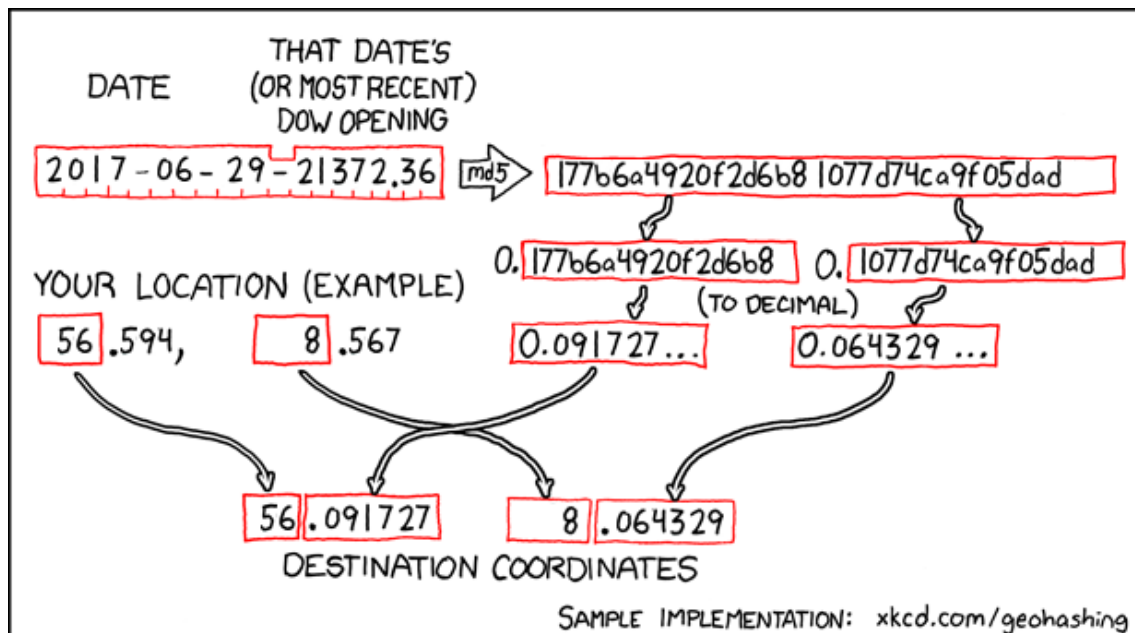 THAT DATE'S
DATE (OR MOST RECENT)
DOW OPENING
2017-06-29-21372.36 md5 177b6a4920f2d6b81077d74ca9f05dad
0.177b6a4920f2d6b8 0.1077d74ca9f05dad
YOUR LOCATION (EXAMPLE) (TO DECIMAL)
56.594, 8.567 0.091727... 0.064329...
56.091727 8.064329
DESTINATION COORDINATES
SAMPLE IMPLEMENTATION: xkcd.com/geohashing